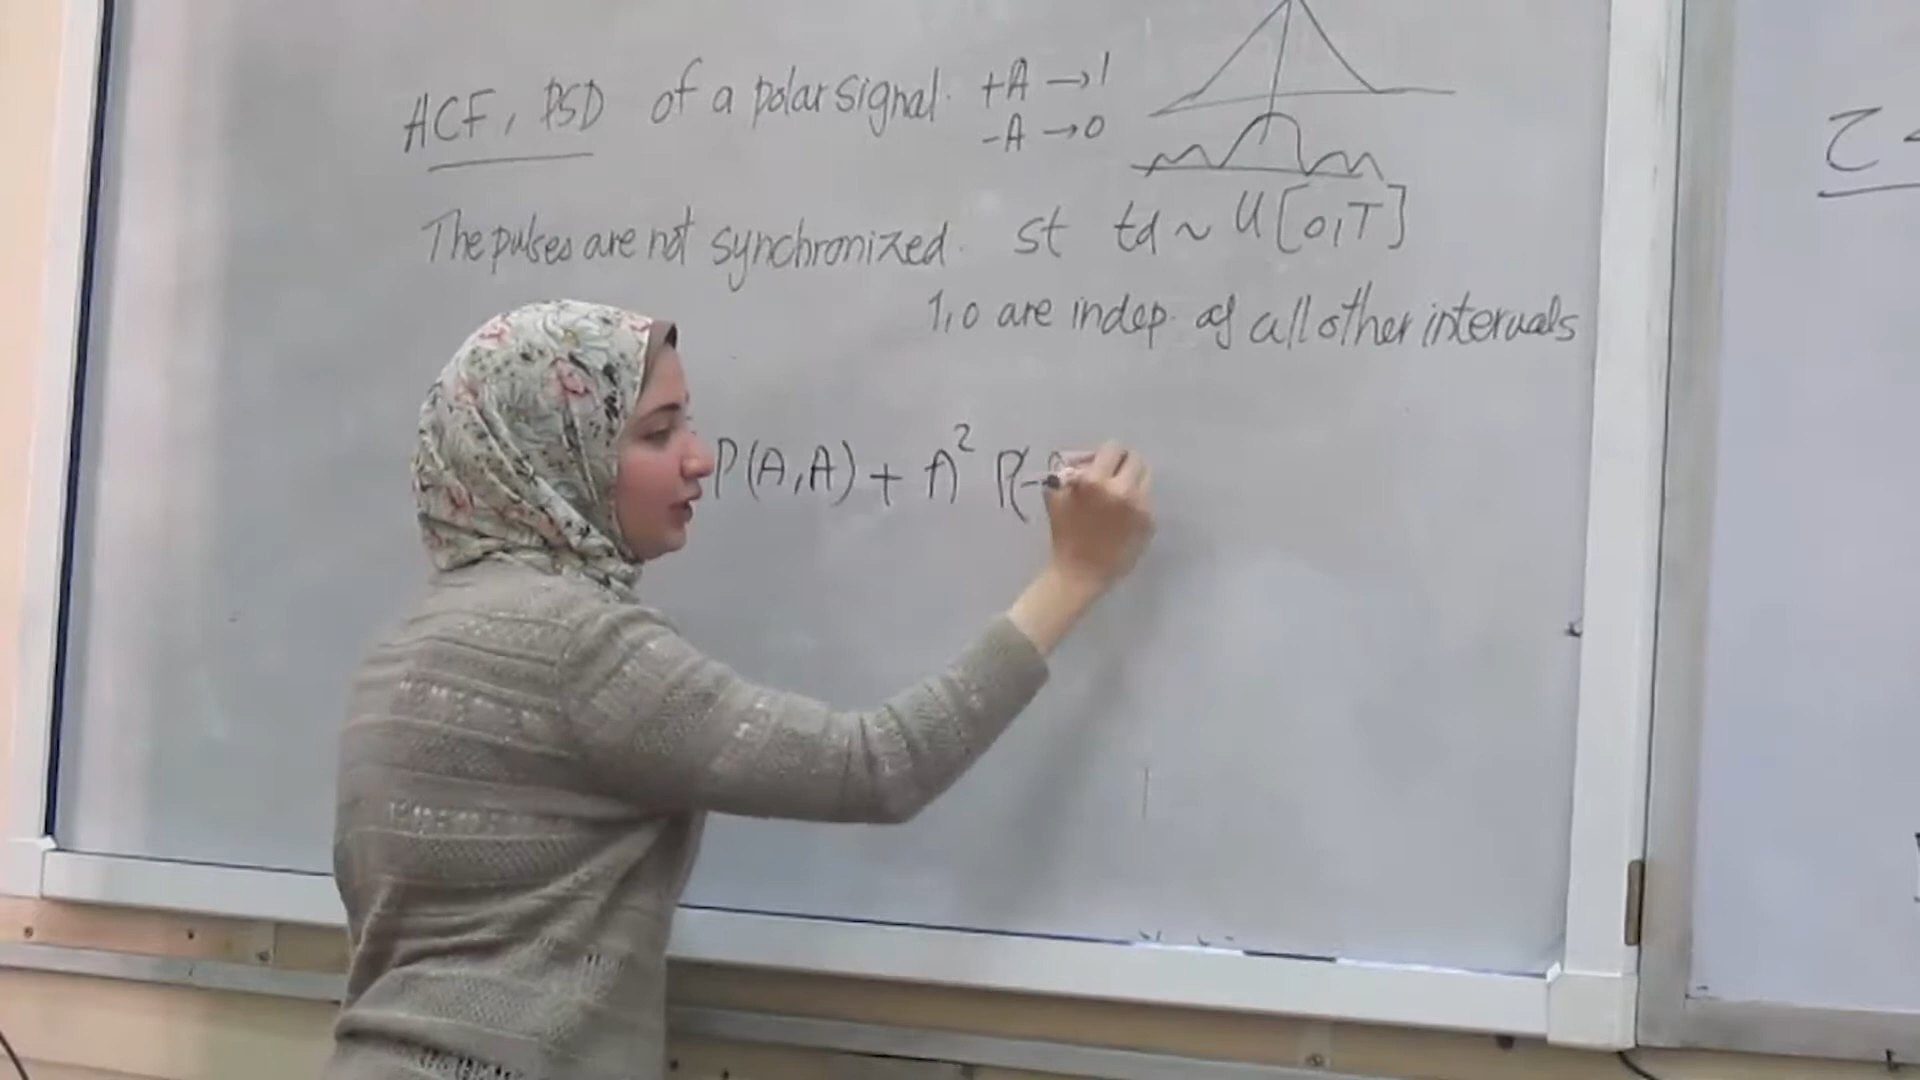 ACF, PSD of a polar signal. +A → 1
-A → 0
The pulses are not synchronized. st td ~ U[0,T]
1,0 are indep. of all other intervals
P(A,A) + A² P(-A
τ <